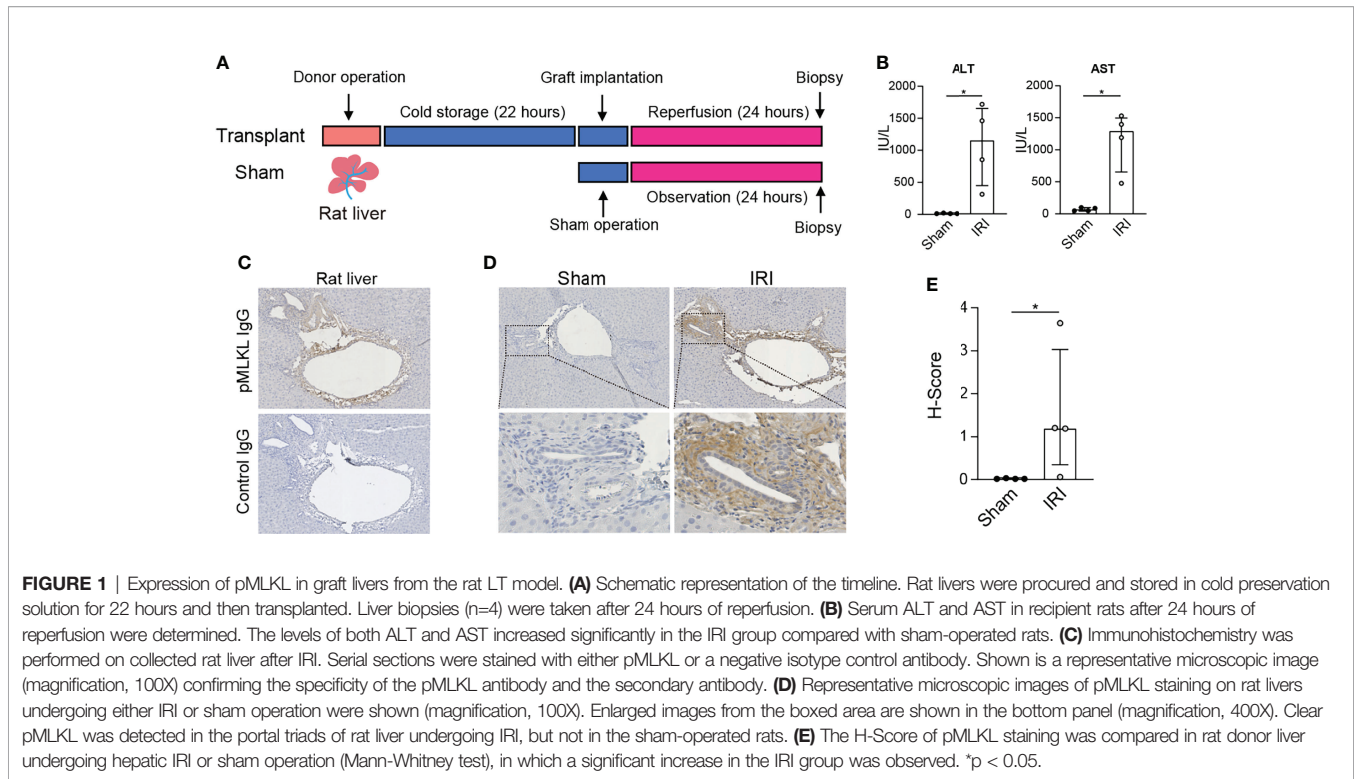 A
Donor operation
Graft implantation
Biopsy
Cold storage (22 hours)
Reperfusion (24 hours)
Transplant
Sham
Rat liver
Observation (24 hours)
Sham operation
Biopsy
B
ALT
*
2000
1500
1000
500
0
IU/L
Sham
IRI
AST
*
2000
1500
1000
500
0
IU/L
Sham
IRI
C
Rat liver
pMLKL IgG
Control IgG
D
Sham
IRI
E
*
4
3
2
1
0
H-Score
Sham
IRI
FIGURE 1 | Expression of pMLKL in graft livers from the rat LT model. (A) Schematic representation of the timeline. Rat livers were procured and stored in cold preservation
solution for 22 hours and then transplanted. Liver biopsies (n=4) were taken after 24 hours of reperfusion. (B) Serum ALT and AST in recipient rats after 24 hours of
reperfusion were determined. The levels of both ALT and AST increased significantly in the IRI group compared with sham-operated rats. (C) Immunohistochemistry was
performed on collected rat liver after IRI. Serial sections were stained with either pMLKL or a negative isotype control antibody. Shown is a representative microscopic image
(magnification, 100X) confirming the specificity of the pMLKL antibody and the secondary antibody. (D) Representative microscopic images of pMLKL staining on rat livers
undergoing either IRI or sham operation were shown (magnification, 100X). Enlarged images from the boxed area are shown in the bottom panel (magnification, 400X). Clear
pMLKL was detected in the portal triads of rat liver undergoing IRI, but not in the sham-operated rats. (E) The H-Score of pMLKL staining was compared in rat donor liver
undergoing hepatic IRI or sham operation (Mann-Whitney test), in which a significant increase in the IRI group was observed. *p < 0.05.